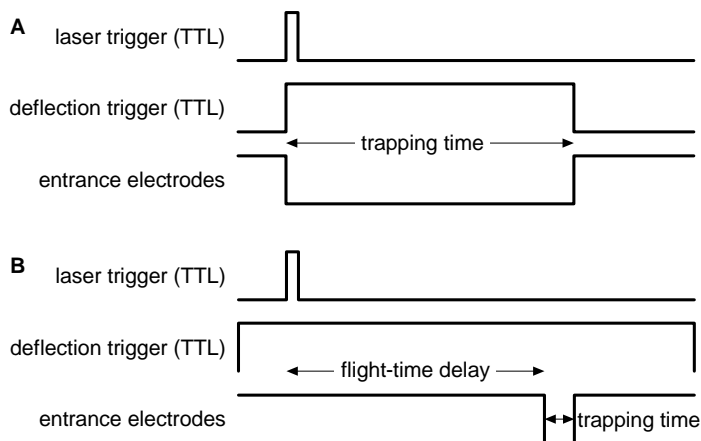 A
laser trigger (TTL)
deflection trigger (TTL)
trapping time
entrance electrodes
B
laser trigger (TTL)
deflection trigger (TTL)
flight-time delay
entrance electrodes
trapping time